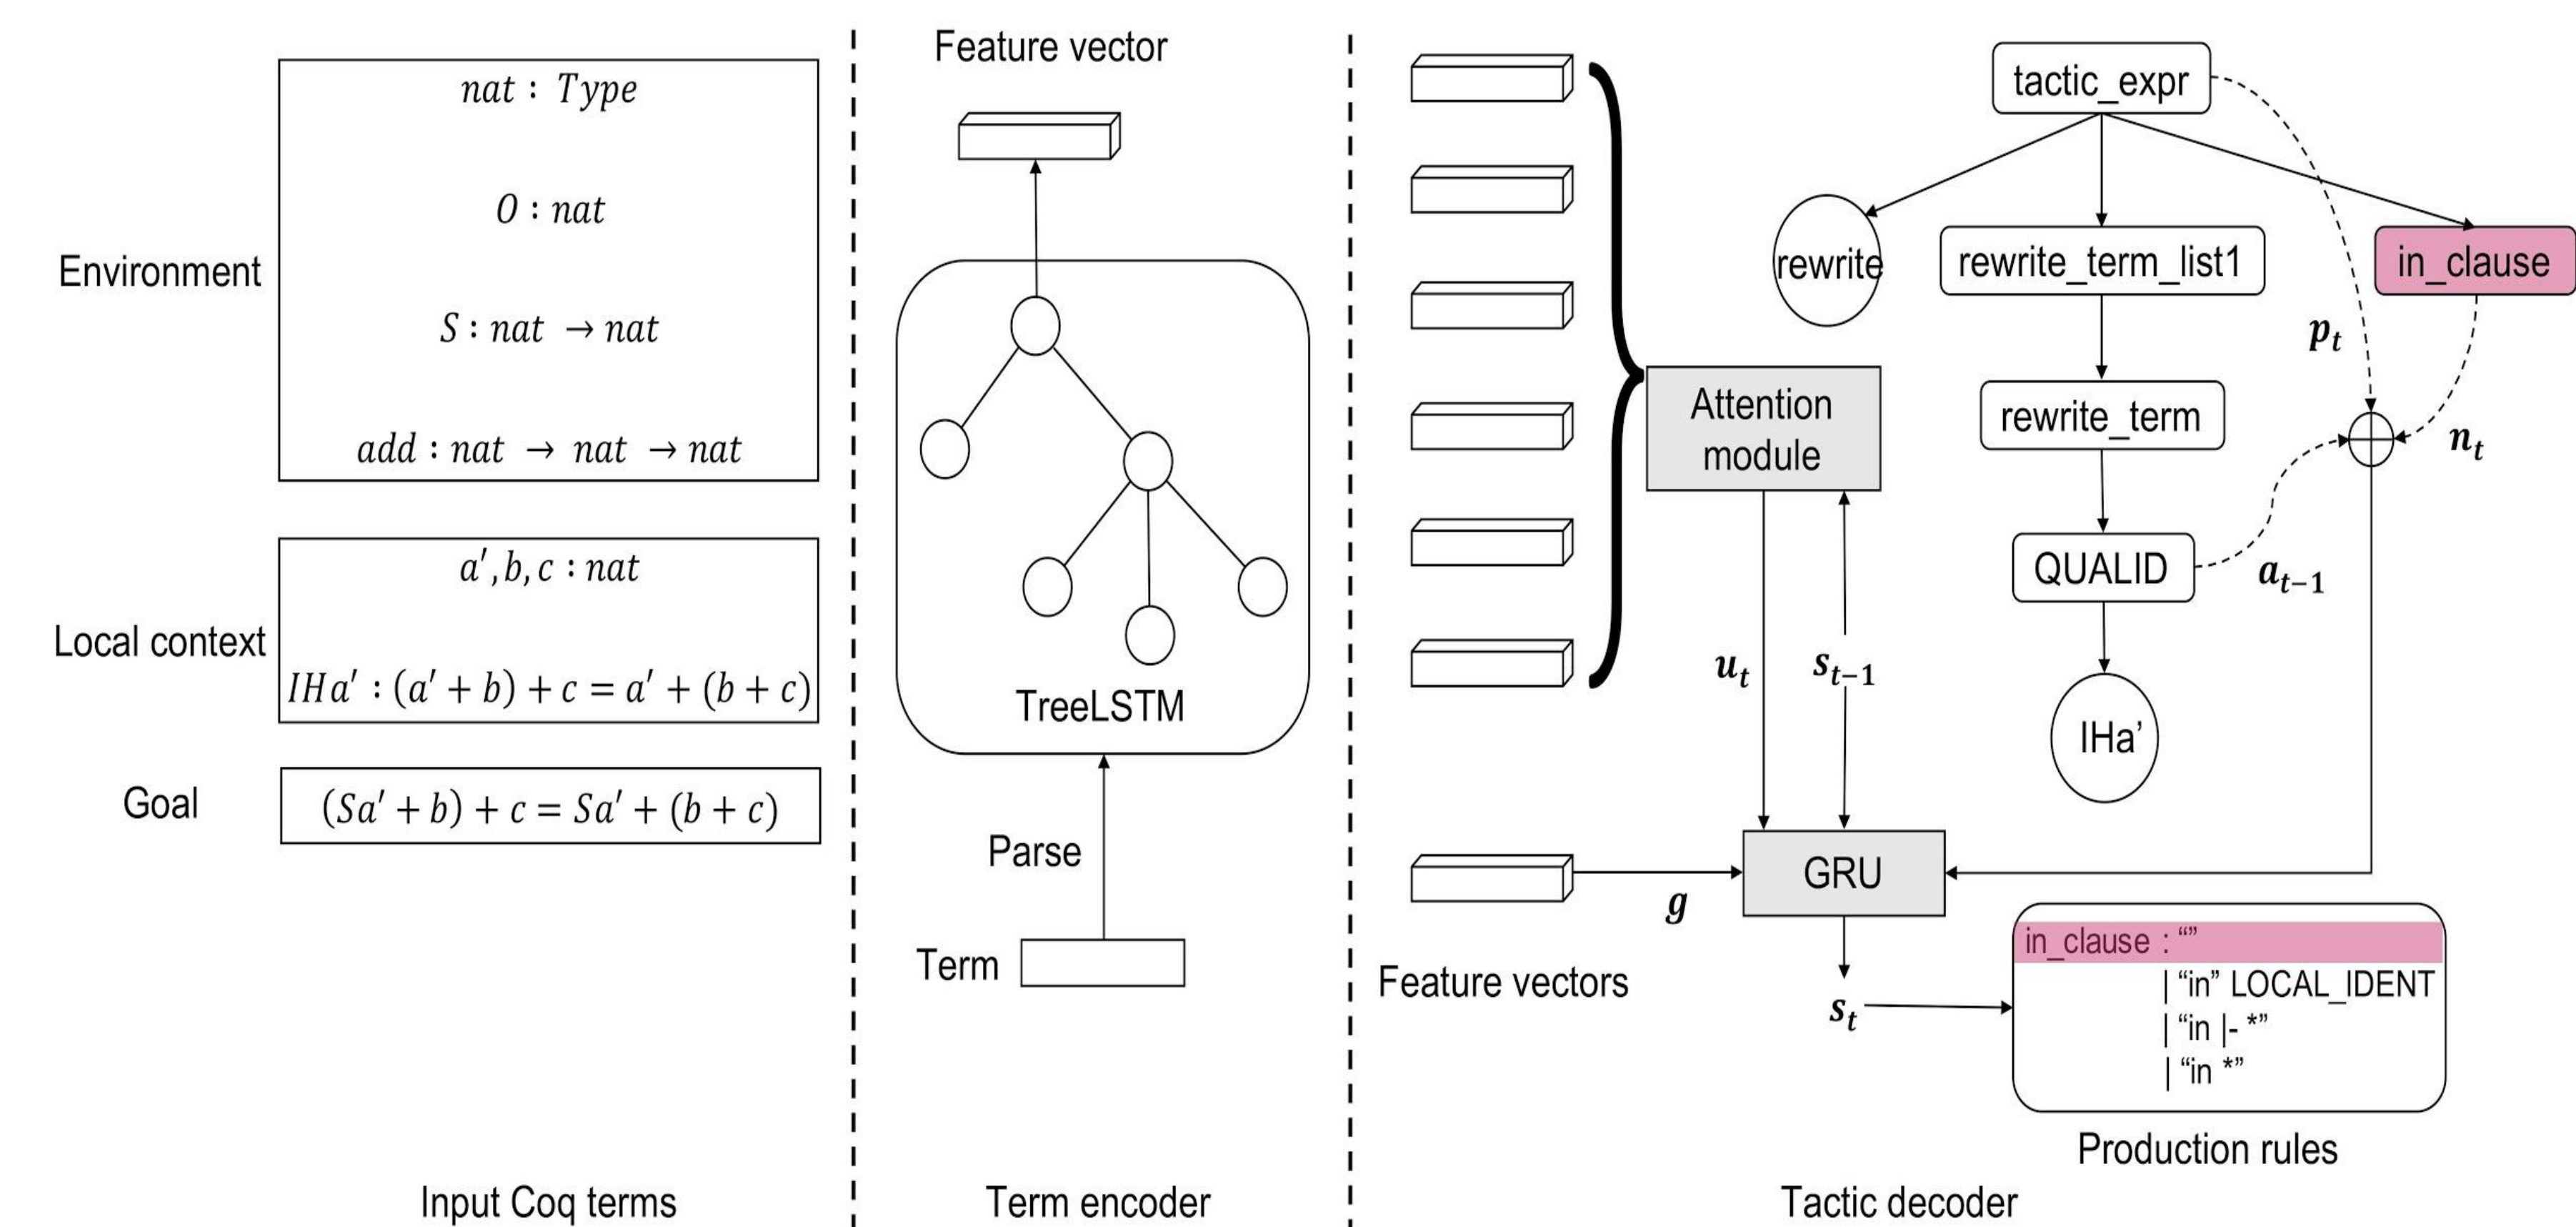 Environment
nat : Type
O : nat
S : nat → nat
add : nat → nat → nat
Local context
a′, b, c : nat
IHa′ : (a′ + b) + c = a′ + (b + c)
Goal
(Sa′ + b) + c = Sa′ + (b + c)
Input Coq terms
Feature vector
TreeLSTM
Parse
Term
Term encoder
tactic_expr
rewrite
rewrite_term_list1
in_clause
p_t
Attention
module
rewrite_term
n_t
QUALID
a_{t−1}
u_t
s_{t−1}
IHa’
GRU
g
Feature vectors
s_t
in_clause : “”
| “in” LOCAL_IDENT
| “in |- *”
| “in *”
Production rules
Tactic decoder